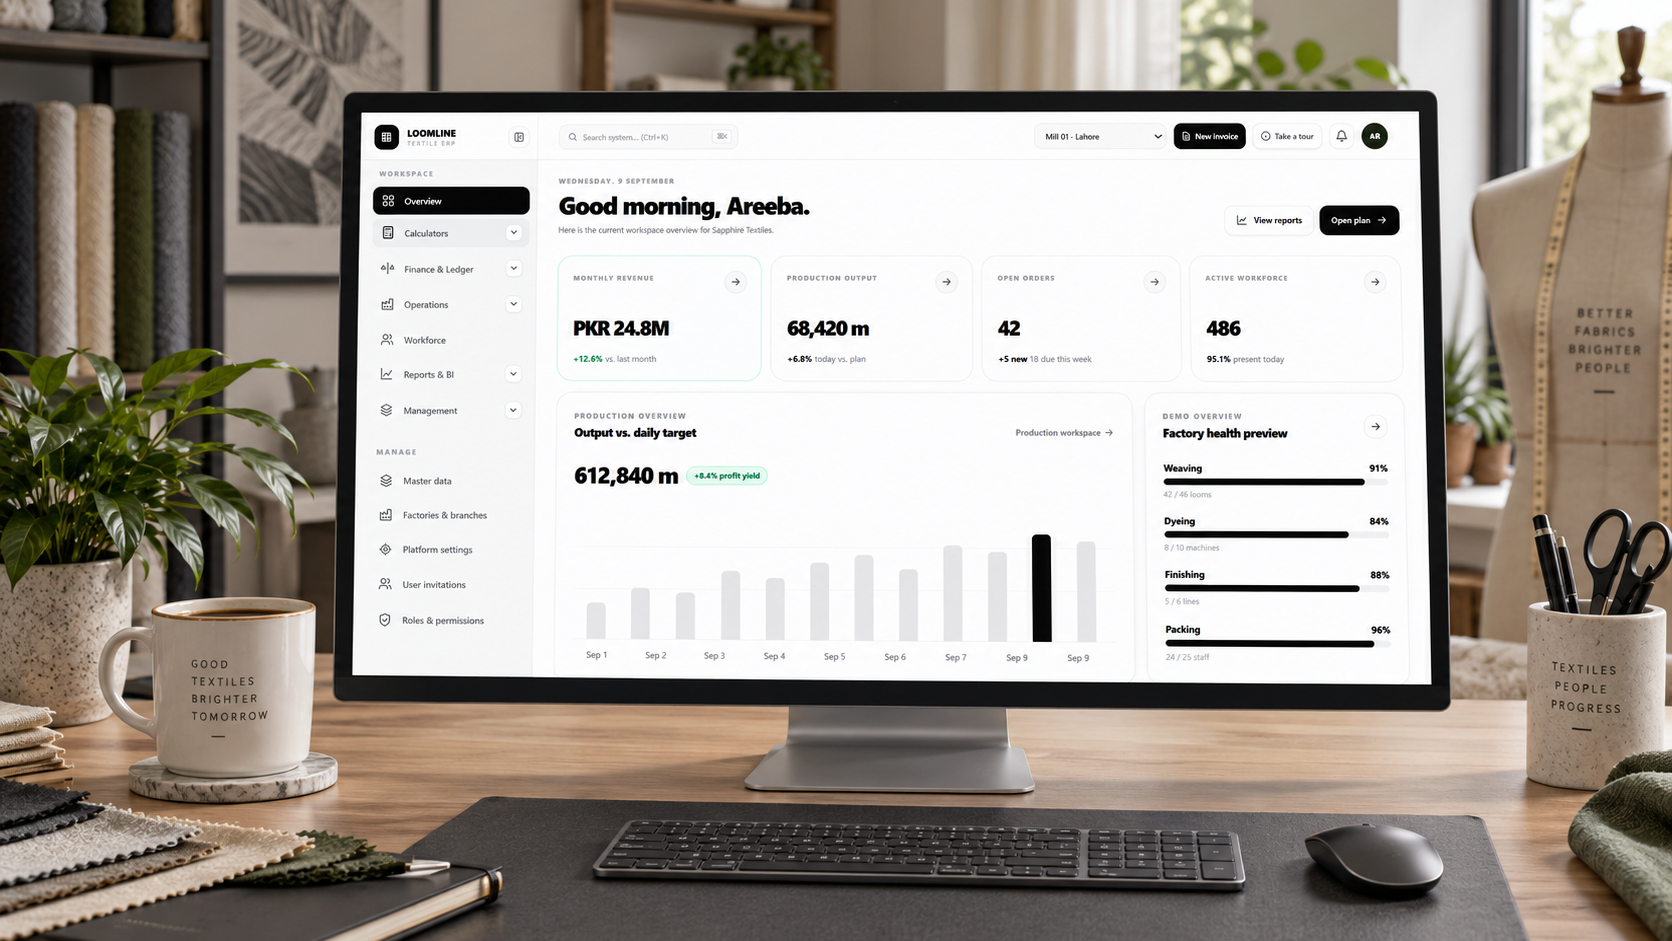 LOOMLINE
TEXTILE ERP
Search system... (Ctrl+K)
⌘K
Mill 01 - Lahore
New invoice
Take a tour
AR
WORKSPACE
Overview
Calculators
Finance & Ledger
Operations
Workforce
Reports & BI
Management
MANAGE
Master data
Factories & branches
Platform settings
User invitations
Roles & permissions
WEDNESDAY, 9 SEPTEMBER
Good morning, Areeba.
Here is the current workspace overview for Sapphire Textiles.
View reports
Open plan
MONTHLY REVENUE
PKR 24.8M
+12.6% vs. last month
PRODUCTION OUTPUT
68,420 m
+6.8% today vs. plan
OPEN ORDERS
42
+5 new 18 due this week
ACTIVE WORKFORCE
486
95.1% present today
PRODUCTION OVERVIEW
Output vs. daily target
Production workspace
612,840 m
+8.4% profit yield
Sep 1 Sep 2 Sep 3 Sep 4 Sep 5 Sep 6 Sep 7 Sep 9 Sep 9
DEMO OVERVIEW
Factory health preview
Weaving 91%
42 / 46 looms
Dyeing 84%
8 / 10 machines
Finishing 88%
5 / 6 lines
Packing 96%
24 / 25 staff
GOOD
TEXTILES
BRIGHTER
TOMORROW
BETTER
FABRICS
BRIGHTER
PEOPLE
TEXTILES
PEOPLE
PROGRESS